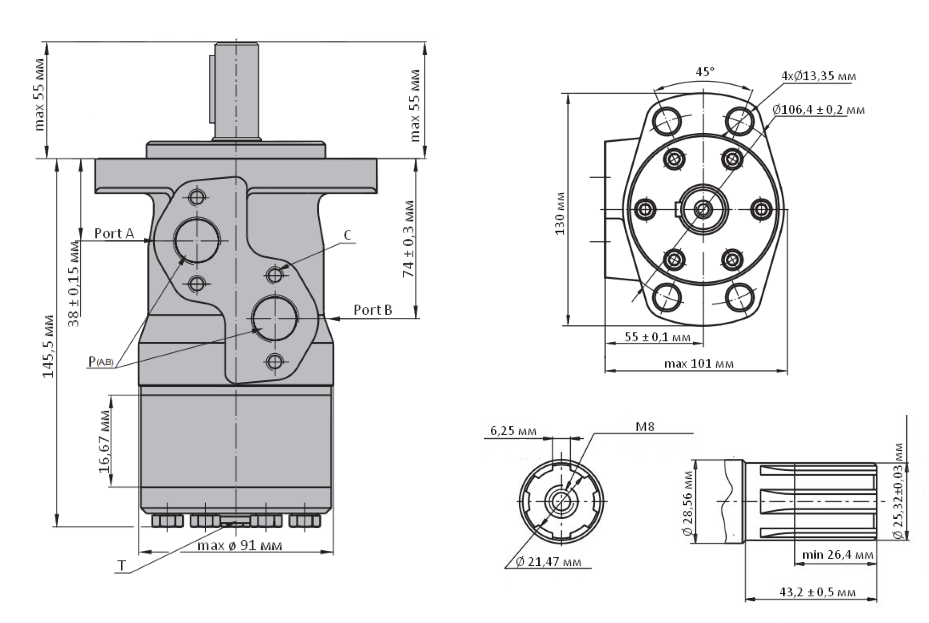 max 55 мм
max 55 мм
Port A
38 ± 0,15 мм
145,5 мм
C
74 ± 0,3 мм
Port B
P(A,B)
16,67 мм
max ø 91 мм
T
45°
4xØ13,35 мм
Ø106,4 ± 0,2 мм
130 мм
55 ± 0,1 мм
max 101 мм
6,25 мм
M8
Ø 21,47 мм
Ø 28,56 мм
Ø 25,32±0,03 мм
min 26,4 мм
43,2 ± 0,5 мм